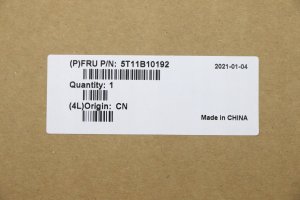 (P)FRU P/N: 5T11B10192
2021-01-04
Quantity: 1
(4L)Origin: CN
Made in CHINA